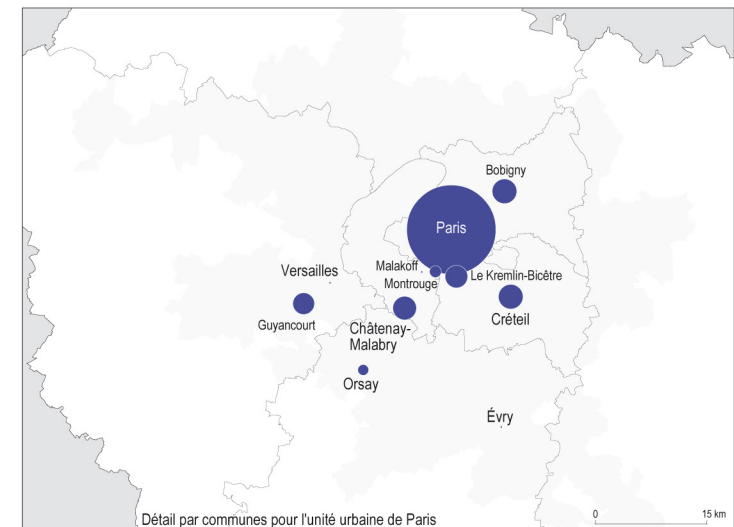 Bobigny
Paris
Malakoff
Le Kremlin-Bicêtre
Versailles
Montrouge
Guyancourt
Créteil
Châtenay-
Malabry
Orsay
Évry
0 15 km
Détail par communes pour l'unité urbaine de Paris